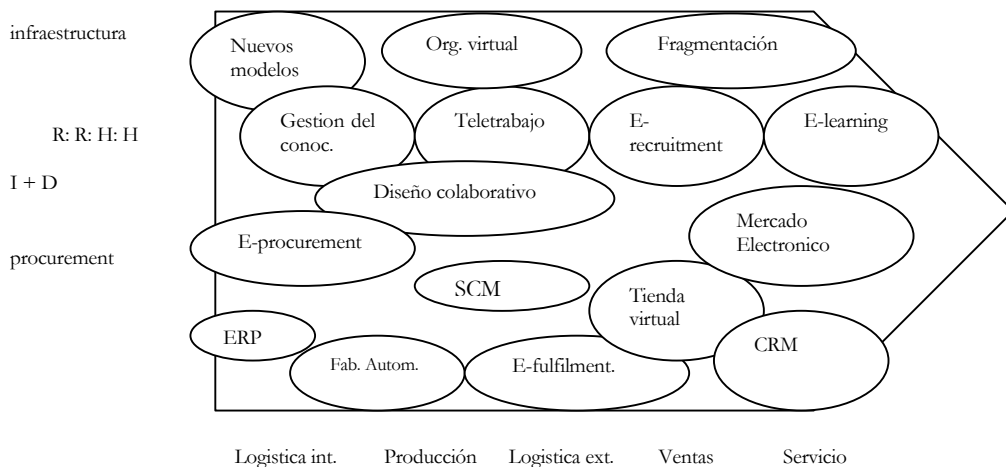 infraestructura
Nuevos
modelos
Org. virtual
Fragmentación
R: R: H: H
Gestion del
conoc.
Teletrabajo
E-
recruitment
E-learning
I + D
Diseño colaborativo
Mercado
Electronico
procurement
E-procurement
SCM
Tienda
virtual
ERP
CRM
Fab. Autom.
E-fulfilment.
Logistica int.
Producción
Logistica ext.
Ventas
Servicio